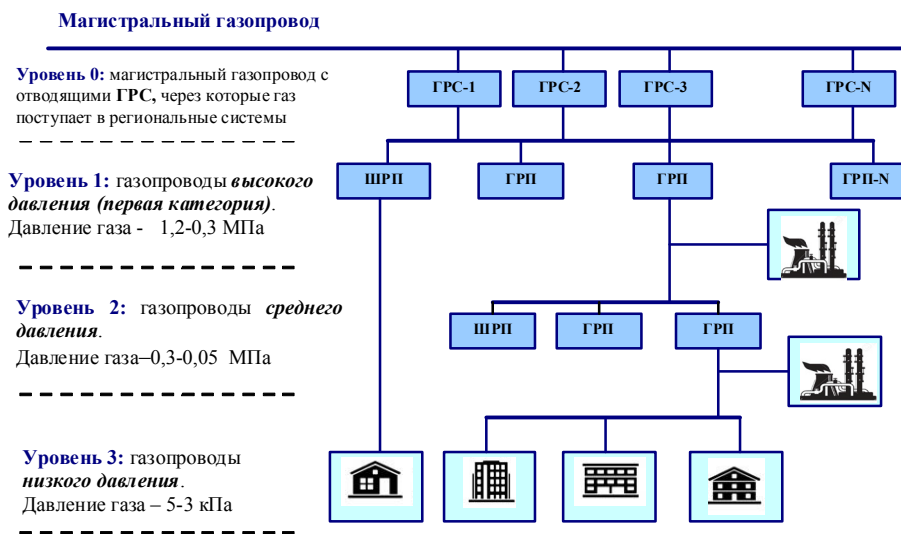 Магистральный газопровод
Уровень 0: магистральный газопровод с
отводящими ГРС, через которые газ
поступает в региональные системы
ГРС-1
ГРС-2
ГРС-3
ГРС-N
Уровень 1: газопроводы высокого
давления (первая категория).
Давление газа - 1,2-0,3 МПа
ШРП
ГРП
ГРП
ГРП-N
Уровень 2: газопроводы среднего
давления.
Давление газа–0,3-0,05 МПа
ШРП
ГРП
ГРП
Уровень 3: газопроводы
низкого давления.
Давление газа – 5-3 кПа